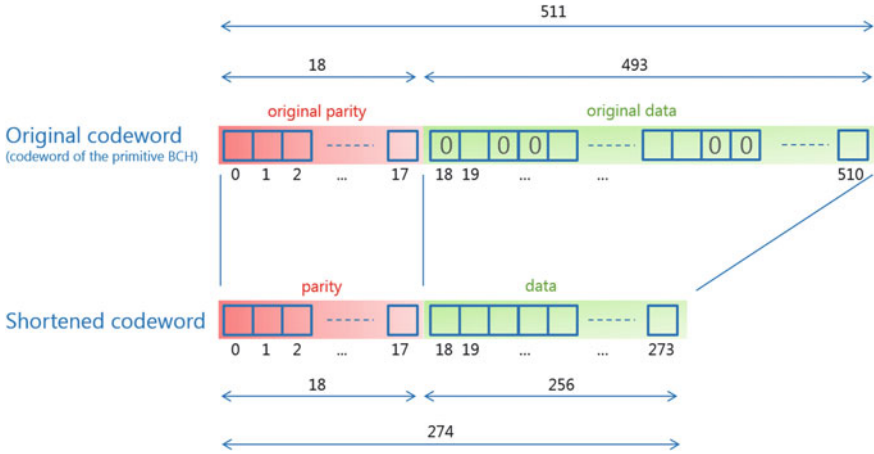 511
18 493
original parity original data
Original codeword
(codeword of the primitive BCH)
0 0 0 0 0
0 1 2 ... 17 18 19 ... ... 510
parity data
Shortened codeword
0 1 2 ... 17 18 19 ... ... 273
18 256
274